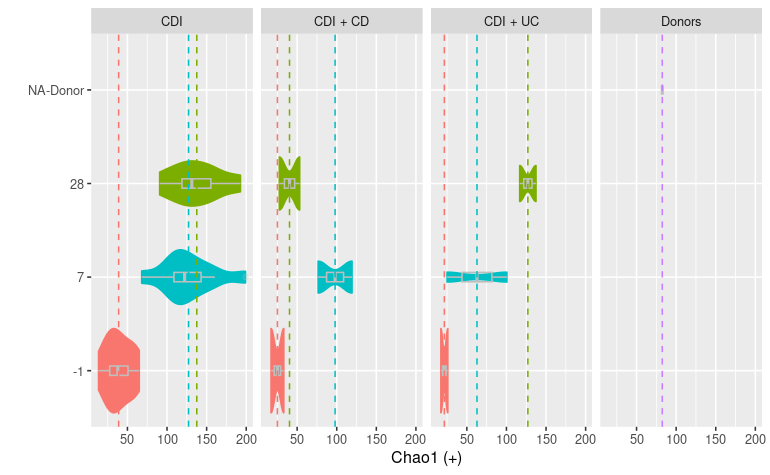 CDI CDI + CD CDI + UC Donors
NA-Donor
28
7
-1
50 100 150 200 50 100 150 200 50 100 150 200 50 100 150 200
Chao1 (+)